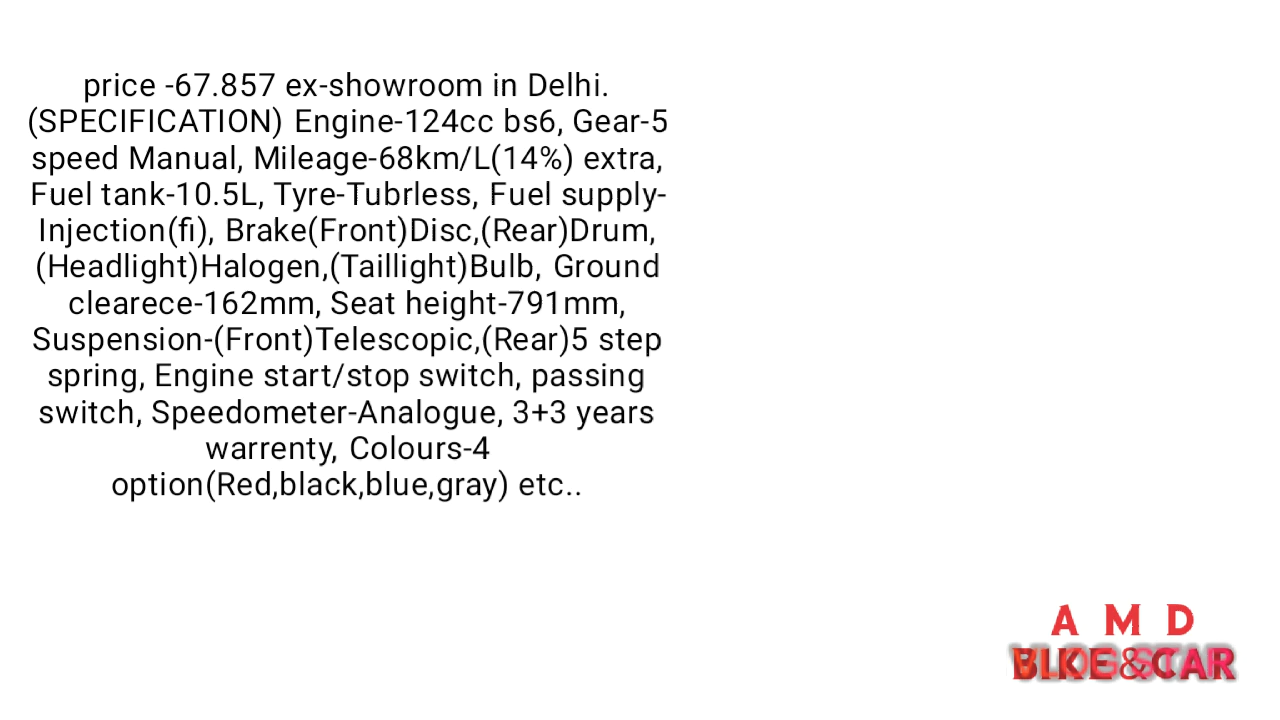 price -67.857 ex-showroom in Delhi.
(SPECIFICATION) Engine-124cc bs6, Gear-5
speed Manual, Mileage-68km/L(14%) extra,
Fuel tank-10.5L, Tyre-Tubrless, Fuel supply-
Injection(fi), Brake(Front)Disc,(Rear)Drum,
(Headlight)Halogen,(Taillight)Bulb, Ground
clearece-162mm, Seat height-791mm,
Suspension-(Front)Telescopic,(Rear)5 step
spring, Engine start/stop switch, passing
switch, Speedometer-Analogue, 3+3 years
warrenty, Colours-4
option(Red,black,blue,gray) etc..
A M D
&CAR